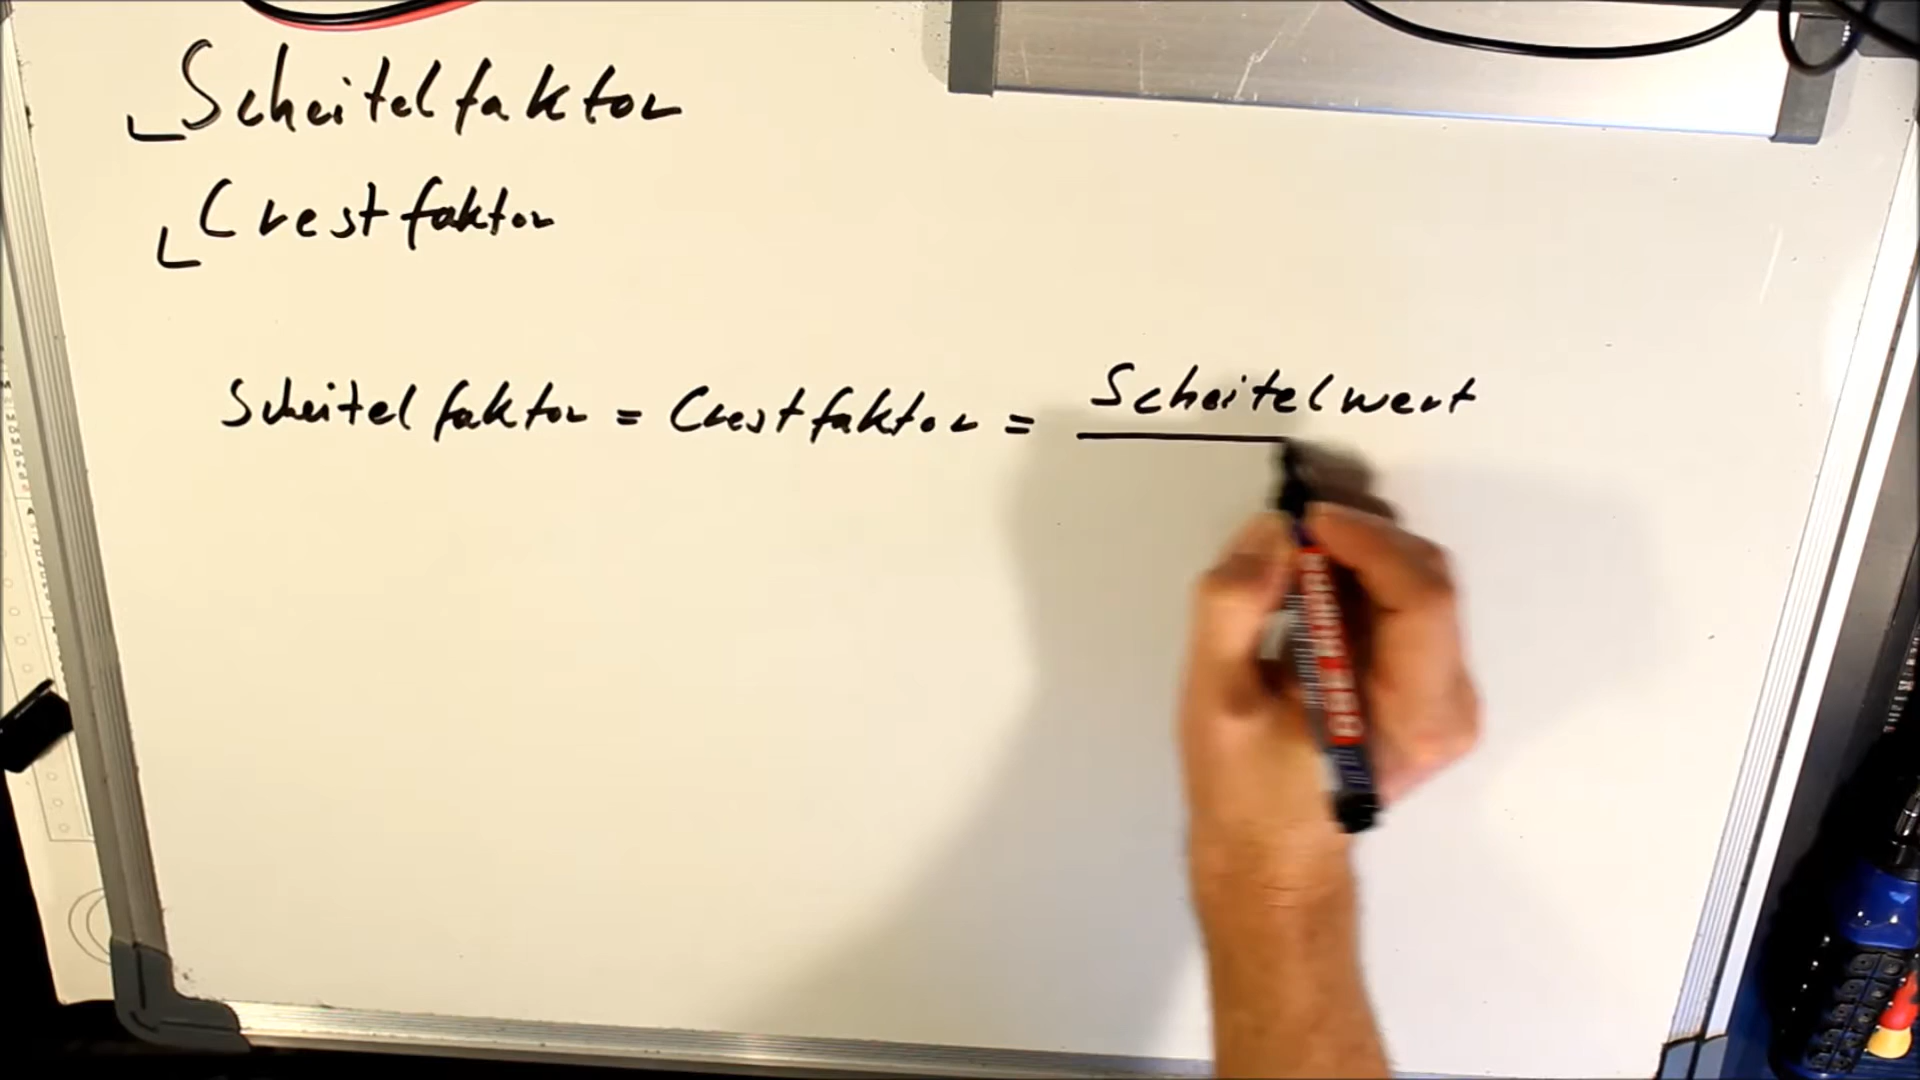 Scheitelfaktor
Crestfaktor
Scheitelfaktor = Crestfaktor = Scheitelwert